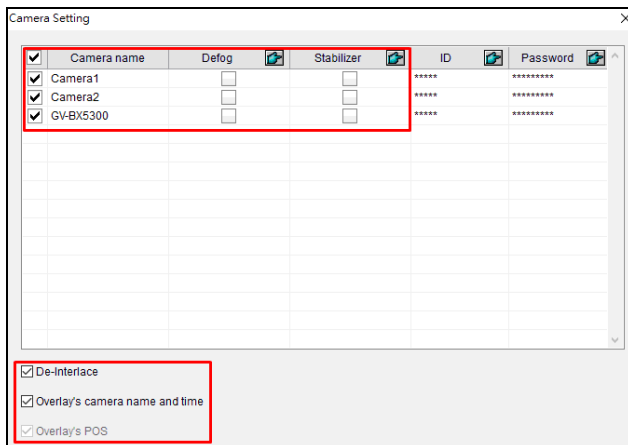 Camera Setting
Camera name Defog Stabilizer ID Password
Camera1 ***** *********
Camera2 ***** *********
GV-BX5300 ***** *********
De-Interlace
Overlay's camera name and time
Overlay's POS